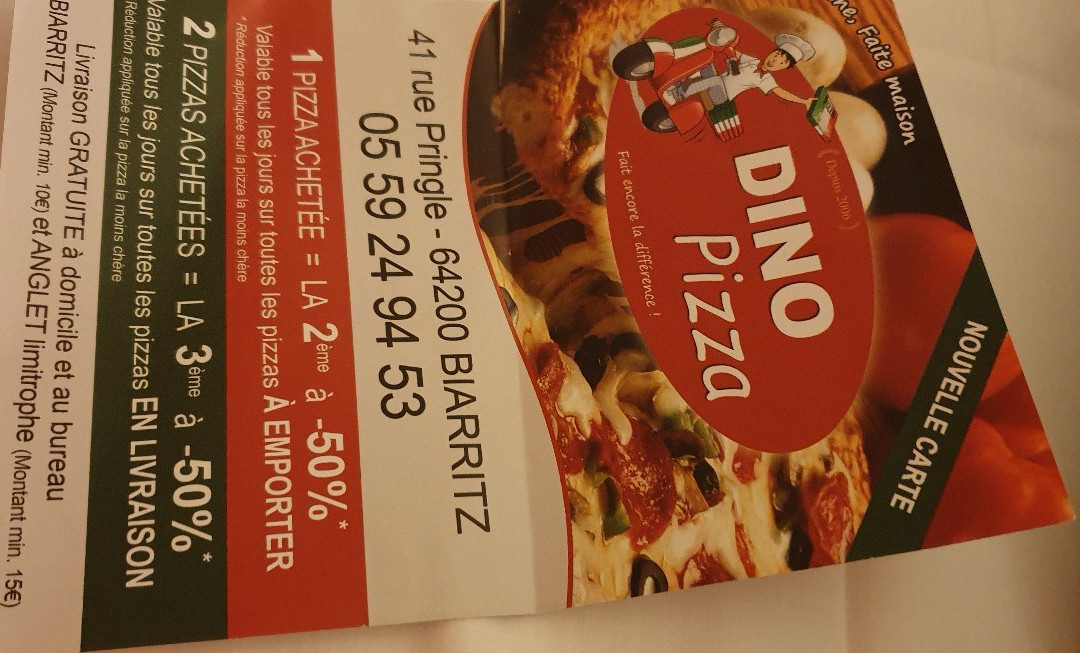 Faite maison
NOUVELLE CARTE
(Depuis 2006)
DINO
Pizza
Fait encore la différence !
41 rue Pringle - 64200 BIARRITZ
05 59 24 94 53
1 PIZZA ACHETÉE = LA 2ème à -50%*
Valable tous les jours sur toutes les pizzas À EMPORTER
*Réduction appliquée sur la pizza la moins chère
2 PIZZAS ACHETÉES = LA 3ème à -50%*
Valable tous les jours sur toutes les pizzas EN LIVRAISON
Réduction appliquée sur la pizza la moins chère
Livraison GRATUITE à domicile et au bureau
BIARRITZ (Montant min. 10€) et ANGLET limitrophe (Montant min. 15€)